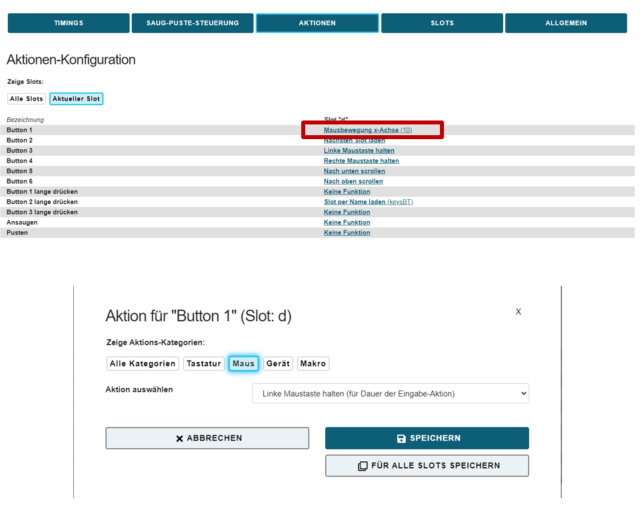 TIMINGS SAUG-PUSTE-STEUERUNG AKTIONEN SLOTS ALLGEMEIN
Aktionen-Konfiguration
Zeige Slots:
Alle Slots Aktueller Slot
Bezeichnung Slot "d"
Button 1 Mausbewegung x-Achse (10)
Button 2 Nächsten Slot laden
Button 3 Linke Maustaste halten
Button 4 Rechte Maustaste halten
Button 5 Nach unten scrollen
Button 6 Nach oben scrollen
Button 1 lange drücken Keine Funktion
Button 2 lange drücken Slot per Name laden (keysBT)
Button 3 lange drücken Keine Funktion
Ansaugen Keine Funktion
Pusten Keine Funktion
Aktion für "Button 1" (Slot: d) X
Zeige Aktions-Kategorien:
Alle Kategorien Tastatur Maus Gerät Makro
Aktion auswählen Linke Maustaste halten (für Dauer der Eingabe-Aktion)
ABBRECHEN SPEICHERN
FÜR ALLE SLOTS SPEICHERN